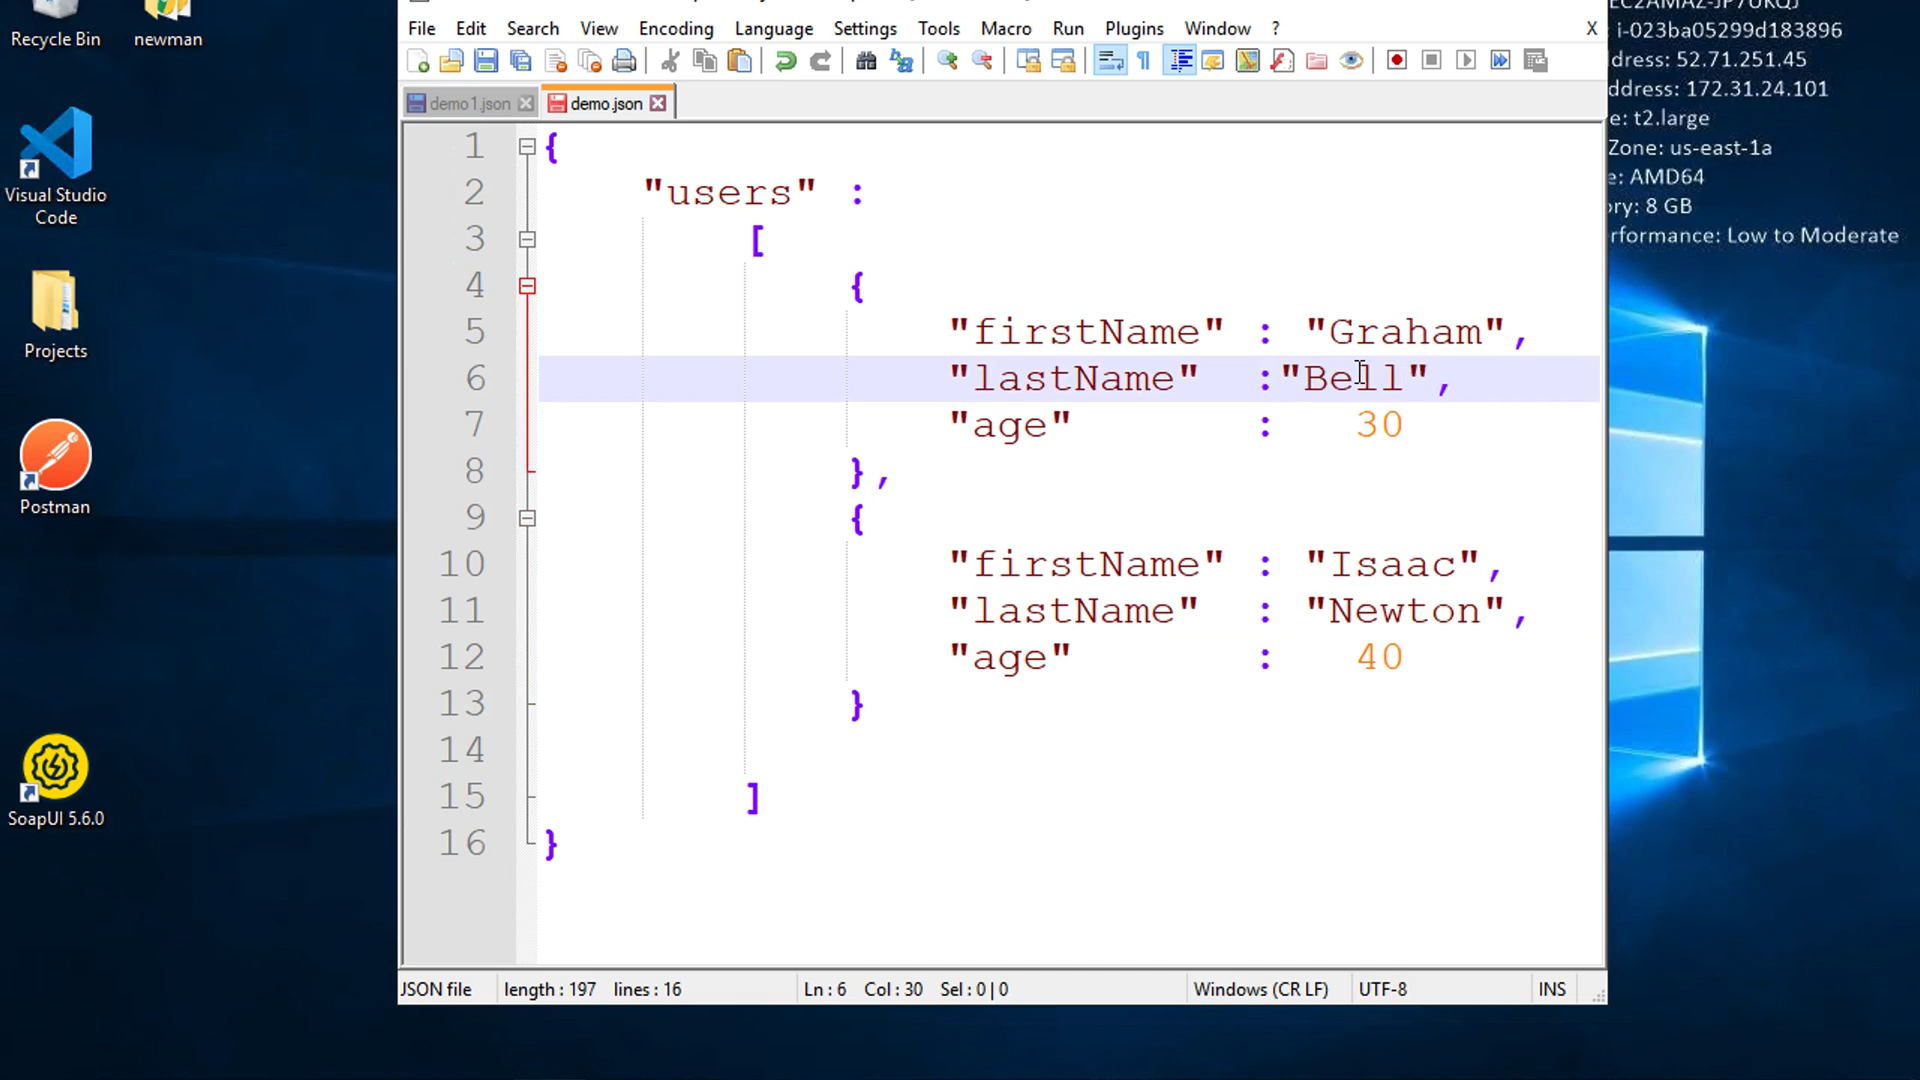 Recycle Bin
newman
Visual Studio
Code
Projects
Postman
SoapUI 5.6.0
File Edit Search View Encoding Language Settings Tools Macro Run Plugins Window ? X
demo1.json demo.json
1 {
2 "users" :
3 [
4 {
5 "firstName" : "Graham",
6 "lastName" :"Bell",
7 "age" : 30
8 },
9 {
10 "firstName" : "Isaac",
11 "lastName" : "Newton",
12 "age" : 40
13 }
14
15 ]
16 }
JSON file length : 197 lines : 16 Ln : 6 Col : 30 Sel : 0 | 0 Windows (CR LF) UTF-8 INS
i-023ba05299d183896
ddress: 52.71.251.45
ddress: 172.31.24.101
e: t2.large
Zone: us-east-1a
e: AMD64
ory: 8 GB
rformance: Low to Moderate